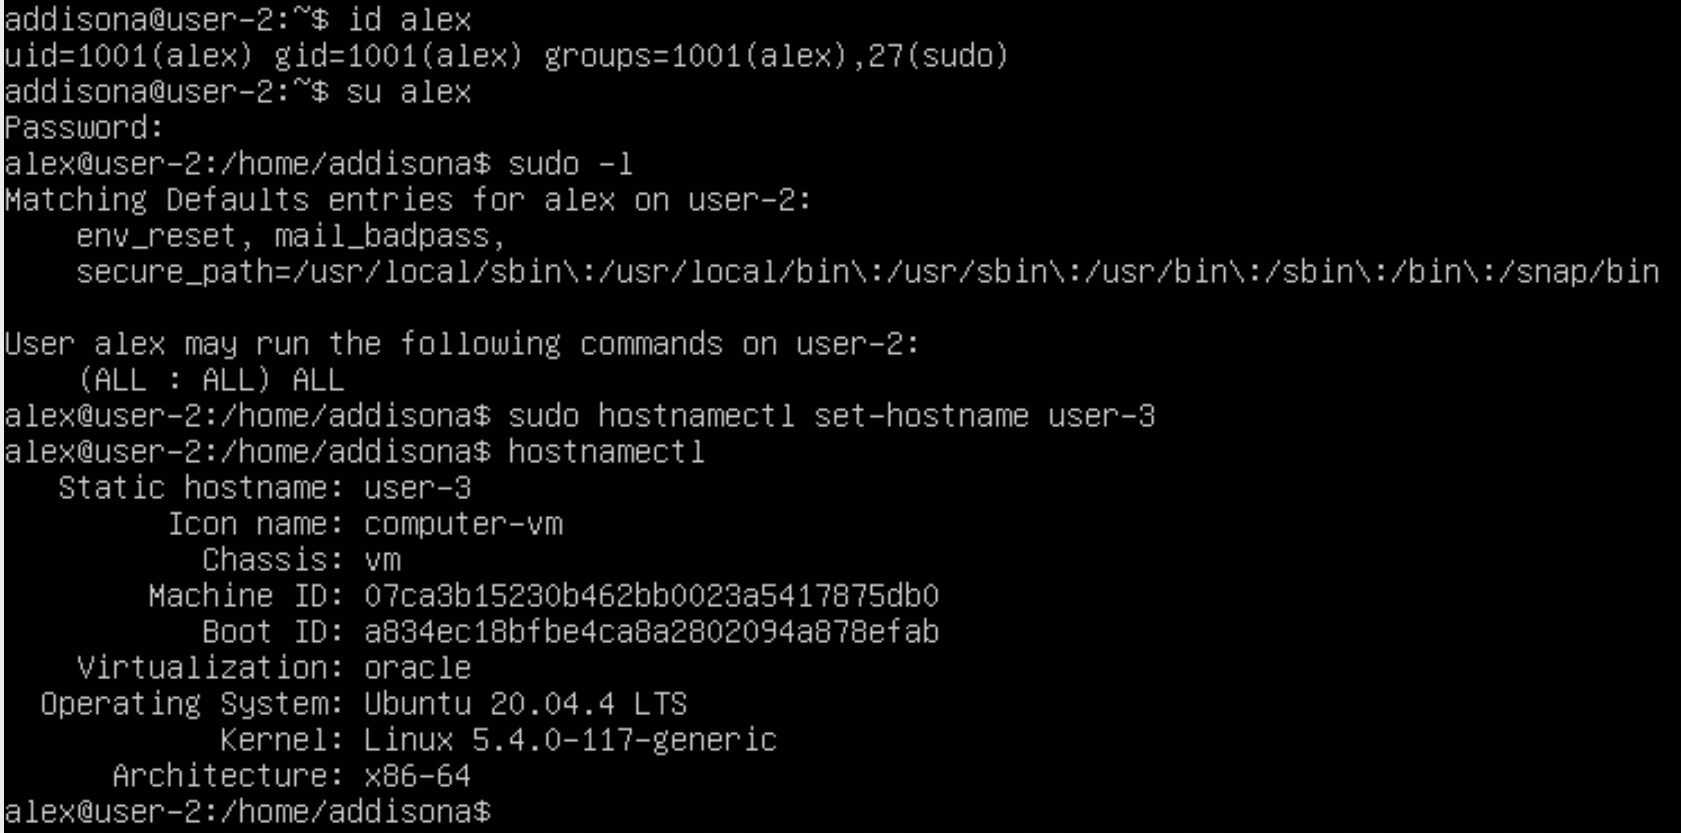 addisona@user-2:~$ id alex
uid=1001(alex) gid=1001(alex) groups=1001(alex),27(sudo)
addisona@user-2:~$ su alex
Password:
alex@user-2:/home/addisona$ sudo -l
Matching Defaults entries for alex on user-2:
    env_reset, mail_badpass,
    secure_path=/usr/local/sbin\:/usr/local/bin\:/usr/sbin\:/usr/bin\:/sbin\:/bin\:/snap/bin

User alex may run the following commands on user-2:
    (ALL : ALL) ALL
alex@user-2:/home/addisona$ sudo hostnamectl set-hostname user-3
alex@user-2:/home/addisona$ hostnamectl
   Static hostname: user-3
         Icon name: computer-vm
           Chassis: vm
        Machine ID: 07ca3b15230b462bb0023a5417875db0
           Boot ID: a834ec18bfbe4ca8a2802094a878efab
    Virtualization: oracle
  Operating System: Ubuntu 20.04.4 LTS
            Kernel: Linux 5.4.0-117-generic
      Architecture: x86-64
alex@user-2:/home/addisona$